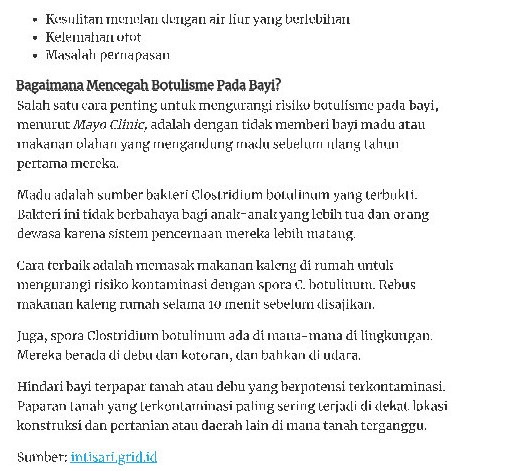 Kesulitan menelan dengan air liur yang berlebihan
Kelemahan otot
Masalah pernapasan
Bagaimana Mencegah Botulisme Pada Bayi?
Salah satu cara penting untuk mengurangi risiko botulisme pada bayi,
menurut Mayo Clinic, adalah dengan tidak memberi bayi madu atau
makanan olahan yang mengandung madu sebelum ulang tahun
pertama mereka.
Madu adalah sumber bakteri Clostridium botulinum yang terbukti.
Bakteri ini tidak berbahaya bagi anak-anak yang lebih tua dan orang
dewasa karena sistem pencernaan mereka lebih matang.
Cara terbaik adalah memasak makanan kaleng di rumah untuk
mengurangi risiko kontaminasi dengan spora C. botulinum. Rebus
makanan kaleng rumah selama 10 menit sebelum disajikan.
Juga, spora Clostridium botulinum ada di mana-mana di lingkungan.
Mereka berada di debu dan kotoran, dan bahkan di udara.
Hindari bayi terpapar tanah atau debu yang berpotensi terkontaminasi.
Paparan tanah yang terkontaminasi paling sering terjadi di dekat lokasi
konstruksi dan pertanian atau daerah lain di mana tanah terganggu.
Sumber: intisari.grid.id